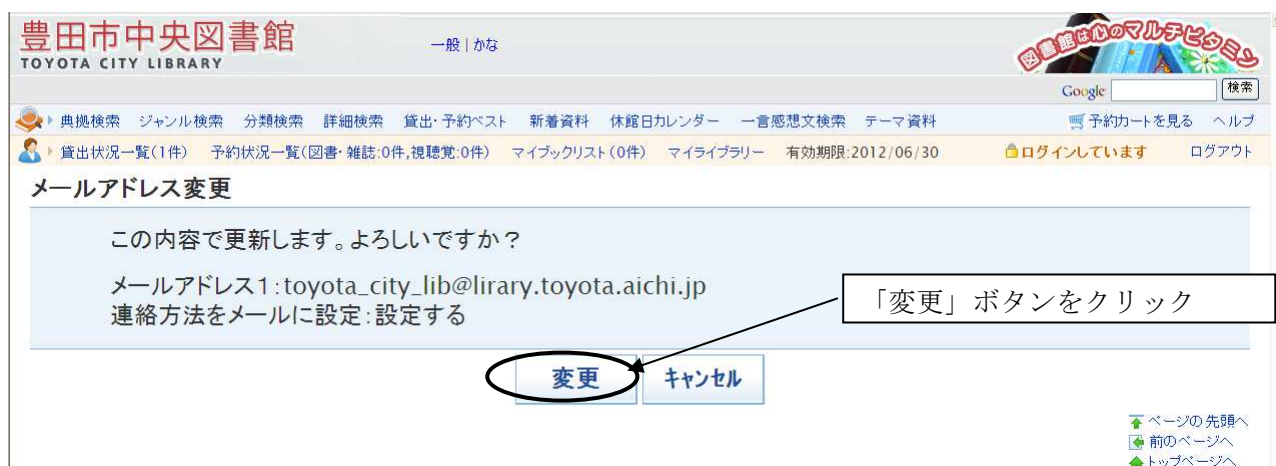 豊田市中央図書館
TOYOTA CITY LIBRARY
一般 | かな
図書館は心のマルチビタミン
Google 検索
典拠検索 ジャンル検索 分類検索 詳細検索 貸出・予約ベスト 新着資料 休館日カレンダー 一言感想文検索 テーマ資料 予約カートを見る ヘルプ
貸出状況一覧(1件) 予約状況一覧(図書・雑誌:0件,視聴覚:0件) マイブックリスト(0件) マイライブラリー 有効期限:2012/06/30 ログインしています ログアウト
メールアドレス変更
この内容で更新します。よろしいですか？
メールアドレス1:toyota_city_lib@lirary.toyota.aichi.jp
連絡方法をメールに設定:設定する
「変更」ボタンをクリック
変更 キャンセル
ページの先頭へ
前のページへ
トップページへ